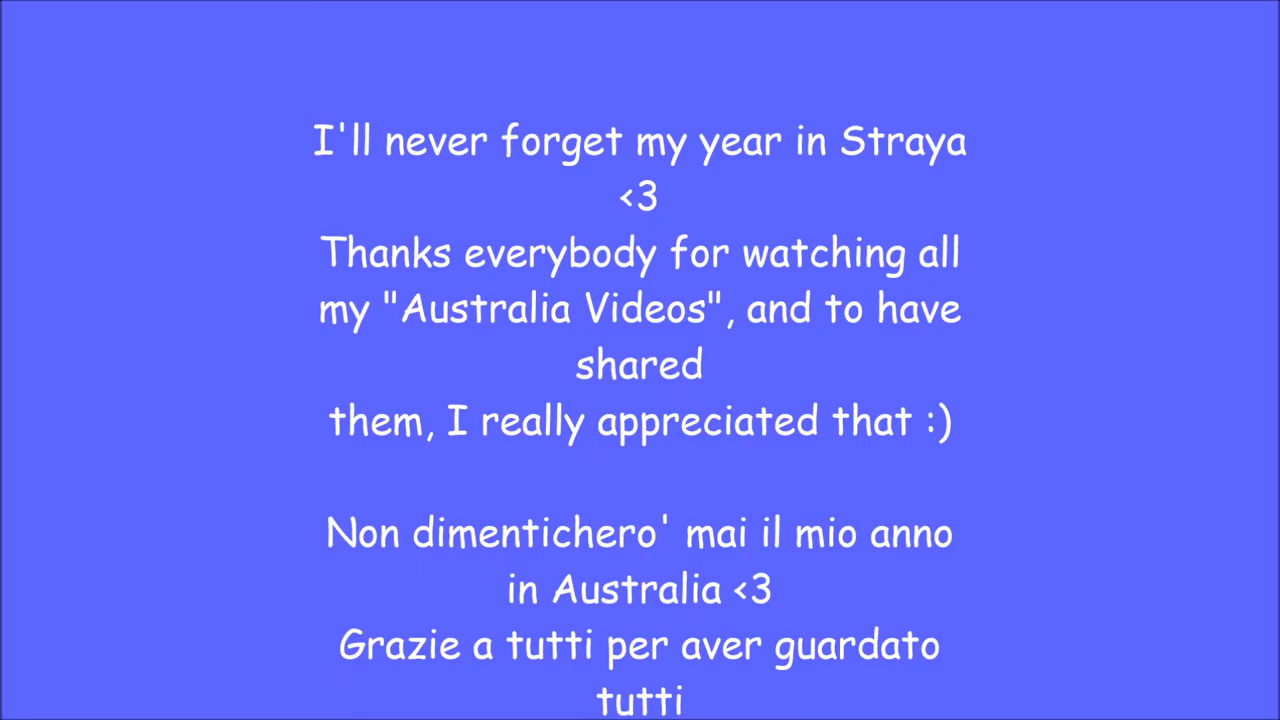 I'll never forget my year in Straya
<3
Thanks everybody for watching all
my "Australia Videos", and to have
shared
them, I really appreciated that :)
Non dimentichero' mai il mio anno
in Australia <3
Grazie a tutti per aver guardato
tutti